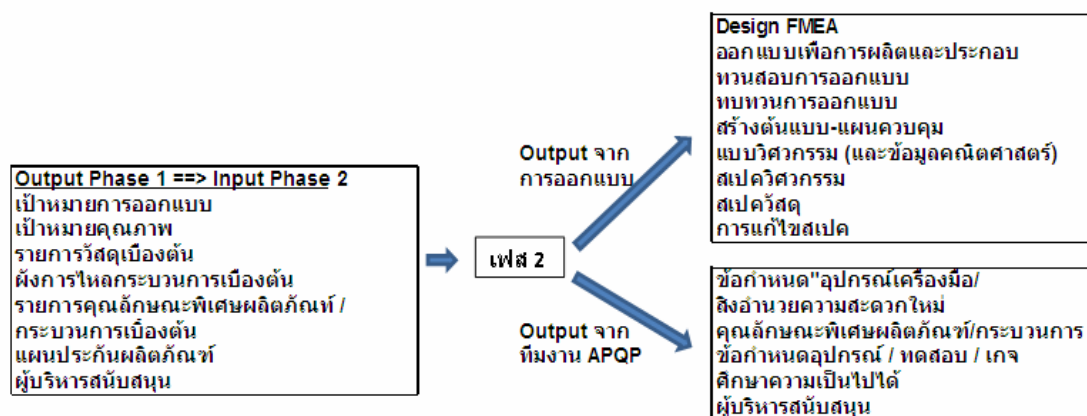 Output Phase 1 ==> Input Phase 2
เป้าหมายการออกแบบ
เป้าหมายคุณภาพ
รายการวัสดุเบื้องต้น
ผังการไหลกระบวนการเบื้องต้น
รายการคุณลักษณะพิเศษผลิตภัณฑ์ /
กระบวนการเบื้องต้น
แผนประกันผลิตภัณฑ์
ผู้บริหารสนับสนุน
เฟส 2
Output จาก
การออกแบบ
Design FMEA
ออกแบบเพื่อการผลิตและประกอบ
ทวนสอบการออกแบบ
ทบทวนการออกแบบ
สร้างต้นแบบ-แผนควบคุม
แบบวิศวกรรม (และข้อมูลคณิตศาสตร์)
สเปควิศวกรรม
สเปควัสดุ
การแก้ไขสเปค
Output จาก
ทีมงาน APQP
ข้อกำหนด"อุปกรณ์เครื่องมือ/
สิ่งอำนวยความสะดวกใหม่
คุณลักษณะพิเศษผลิตภัณฑ์/กระบวนการ
ข้อกำหนดอุปกรณ์ / ทดสอบ / เกจ
ศึกษาความเป็นไปได้
ผู้บริหารสนับสนุน